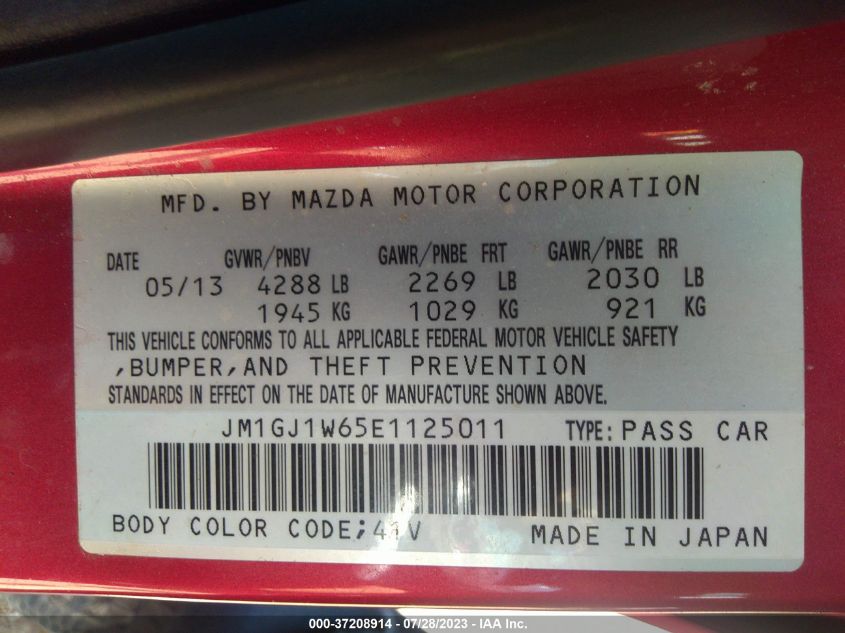 MFD. BY MAZDA MOTOR CORPORATION
DATE GVWR/PNBV GAWR/PNBE FRT GAWR/PNBE RR
05/13 4288 LB 2269 LB 2030 LB
1945 KG 1029 KG 921 KG
THIS VEHICLE CONFORMS TO ALL APPLICABLE FEDERAL MOTOR VEHICLE SAFETY
,BUMPER,AND THEFT PREVENTION
STANDARDS IN EFFECT ON THE DATE OF MANUFACTURE SHOWN ABOVE.
JM1GJ1W65E1125011 TYPE: PASS CAR
BODY COLOR CODE;41V MADE IN JAPAN
000-37208914 - 07/28/2023 - IAA Inc.